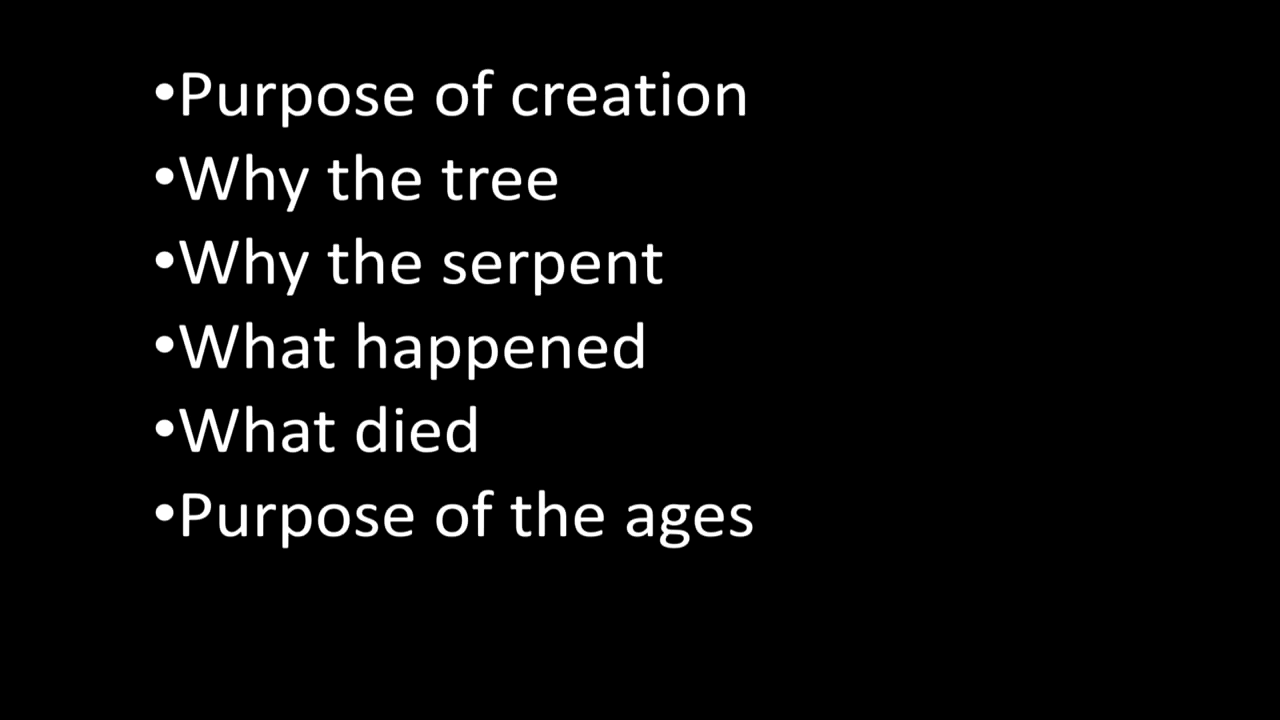 •Purpose of creation
•Why the tree
•Why the serpent
•What happened
•What died
•Purpose of the ages